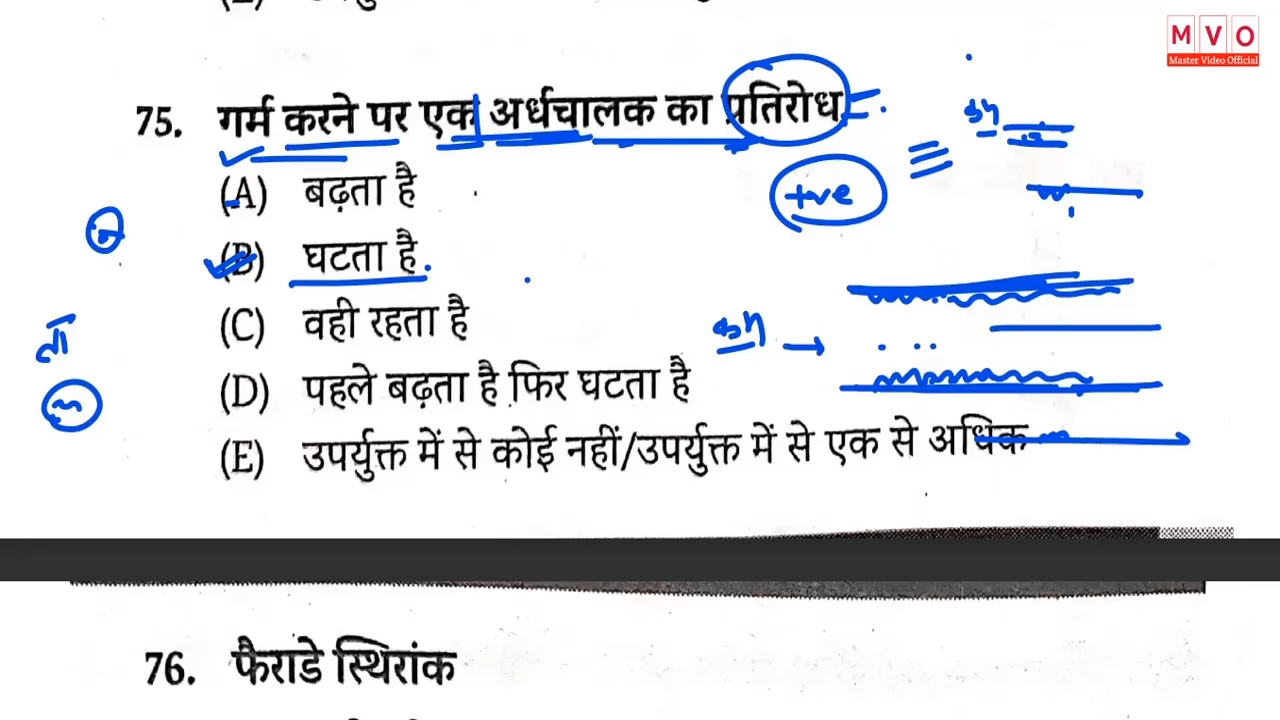 M V O
Master Video Official
75. गर्म करने पर एक अर्धचालक का प्रतिरोध
(A) बढ़ता है
+ve
(B) घटता है
(C) वही रहता है
(D) पहले बढ़ता है फिर घटता है
(E) उपर्युक्त में से कोई नहीं/उपर्युक्त में से एक से अधिक
76. फैराडे स्थिरांक